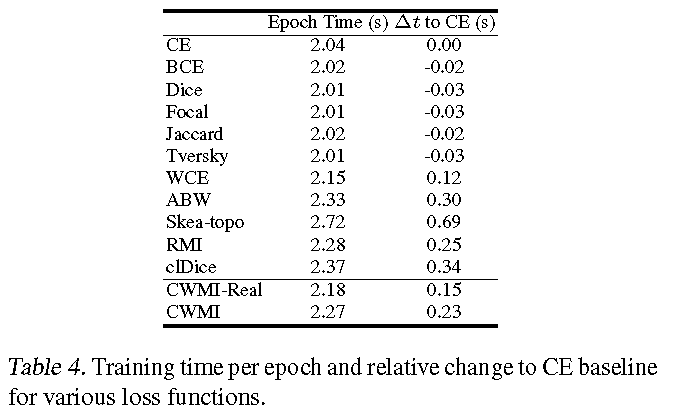 Epoch Time (s) Δt to CE (s)
CE 2.04 0.00
BCE 2.02 -0.02
Dice 2.01 -0.03
Focal 2.01 -0.03
Jaccard 2.02 -0.02
Tversky 2.01 -0.03
WCE 2.15 0.12
ABW 2.33 0.30
Skea-topo 2.72 0.69
RMI 2.28 0.25
clDice 2.37 0.34
CWMI-Real 2.18 0.15
CWMI 2.27 0.23
Table 4. Training time per epoch and relative change to CE baseline
for various loss functions.